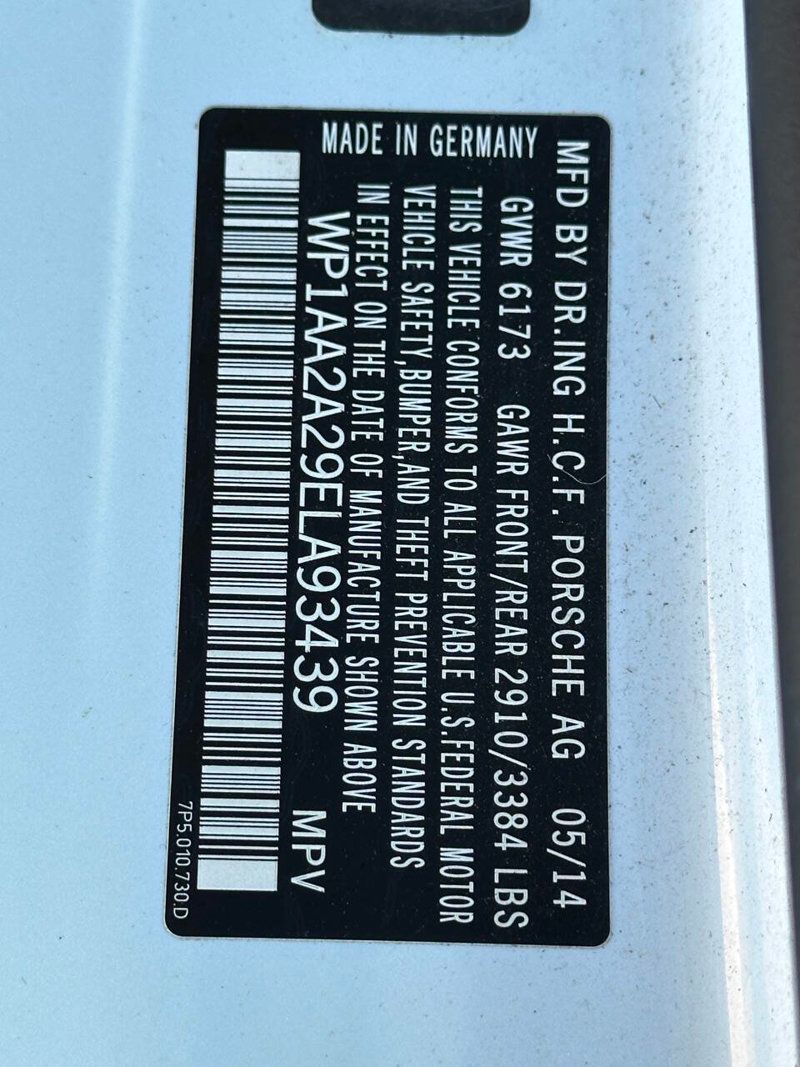 MFD BY DR.ING H.C.F. PORSCHE AG 05/14
GVWR 6173 GAWR FRONT/REAR 2910/3384 LBS
THIS VEHICLE CONFORMS TO ALL APPLICABLE U.S.FEDERAL MOTOR
VEHICLE SAFETY,BUMPER,AND THEFT PREVENTION STANDARDS
IN EFFECT ON THE DATE OF MANUFACTURE SHOWN ABOVE
MADE IN GERMANY
WP1AA2A29ELA93439 MPV
7P5.010.730.D